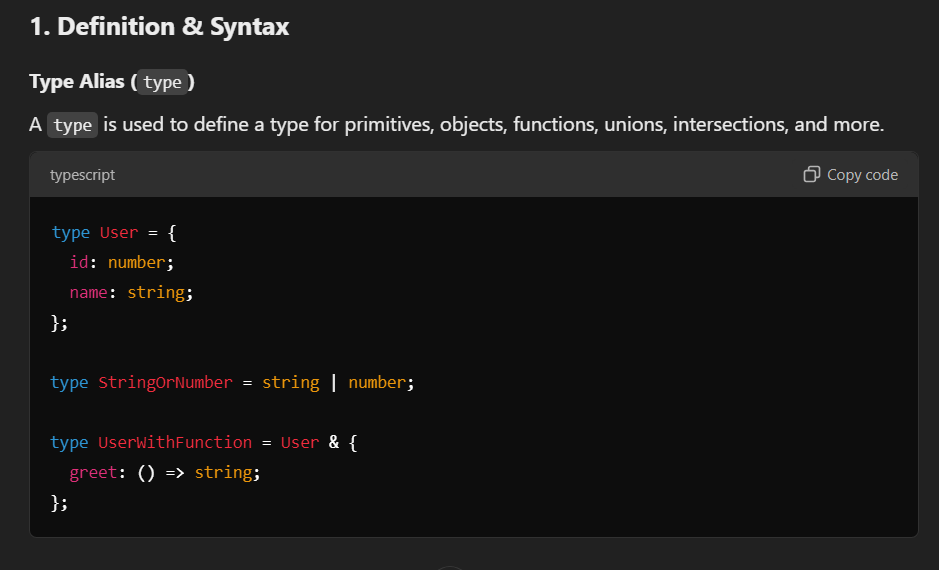 1. Definition & Syntax
Type Alias (type)
A type is used to define a type for primitives, objects, functions, unions, intersections, and more.
typescript
Copy code
type User = {
  id: number;
  name: string;
};
type StringOrNumber = string | number;
type UserWithFunction = User & {
  greet: () => string;
};